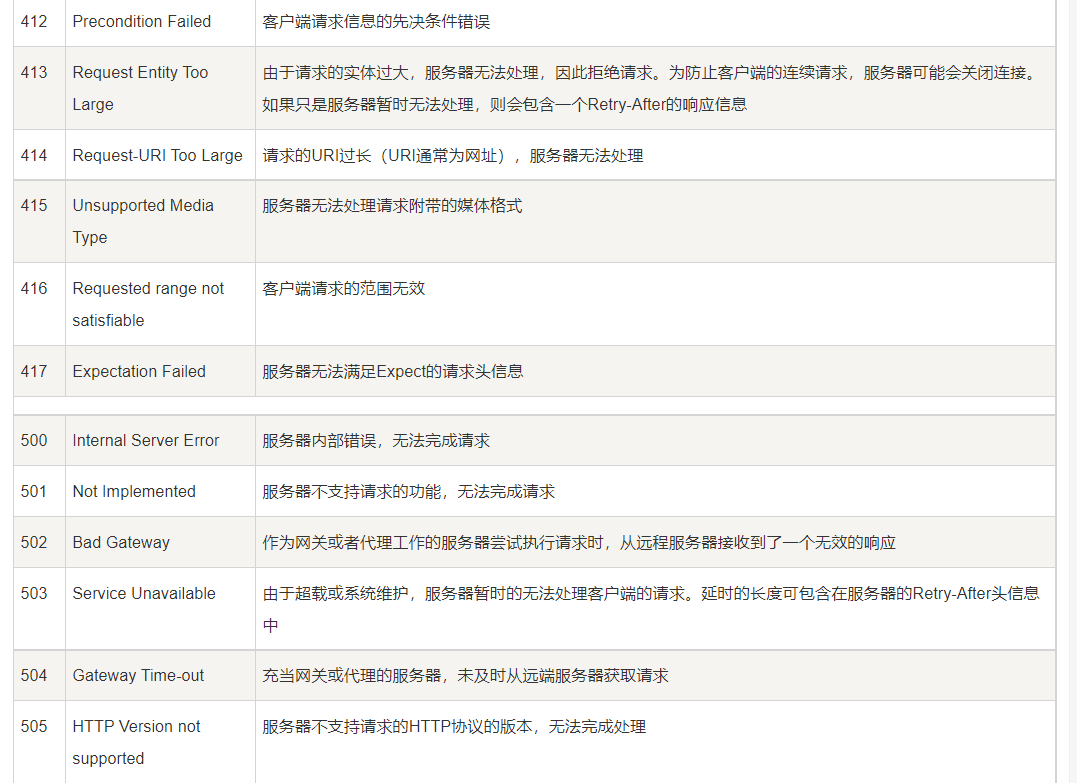 412 Precondition Failed 客户端请求信息的先决条件错误
413 Request Entity Too Large 由于请求的实体过大，服务器无法处理，因此拒绝请求。为防止客户端的连续请求，服务器可能会关闭连接。
如果只是服务器暂时无法处理，则会包含一个Retry-After的响应信息
414 Request-URI Too Large 请求的URI过长（URI通常为网址），服务器无法处理
415 Unsupported Media Type 服务器无法处理请求附带的媒体格式
416 Requested range not satisfiable 客户端请求的范围无效
417 Expectation Failed 服务器无法满足Expect的请求头信息
500 Internal Server Error 服务器内部错误，无法完成请求
501 Not Implemented 服务器不支持请求的功能，无法完成请求
502 Bad Gateway 作为网关或者代理工作的服务器尝试执行请求时，从远程服务器接收到了一个无效的响应
503 Service Unavailable 由于超载或系统维护，服务器暂时的无法处理客户端的请求。延时的长度可包含在服务器的Retry-After头信息
中
504 Gateway Time-out 充当网关或代理的服务器，未及时从远端服务器获取请求
505 HTTP Version not supported 服务器不支持请求的HTTP协议的版本，无法完成处理